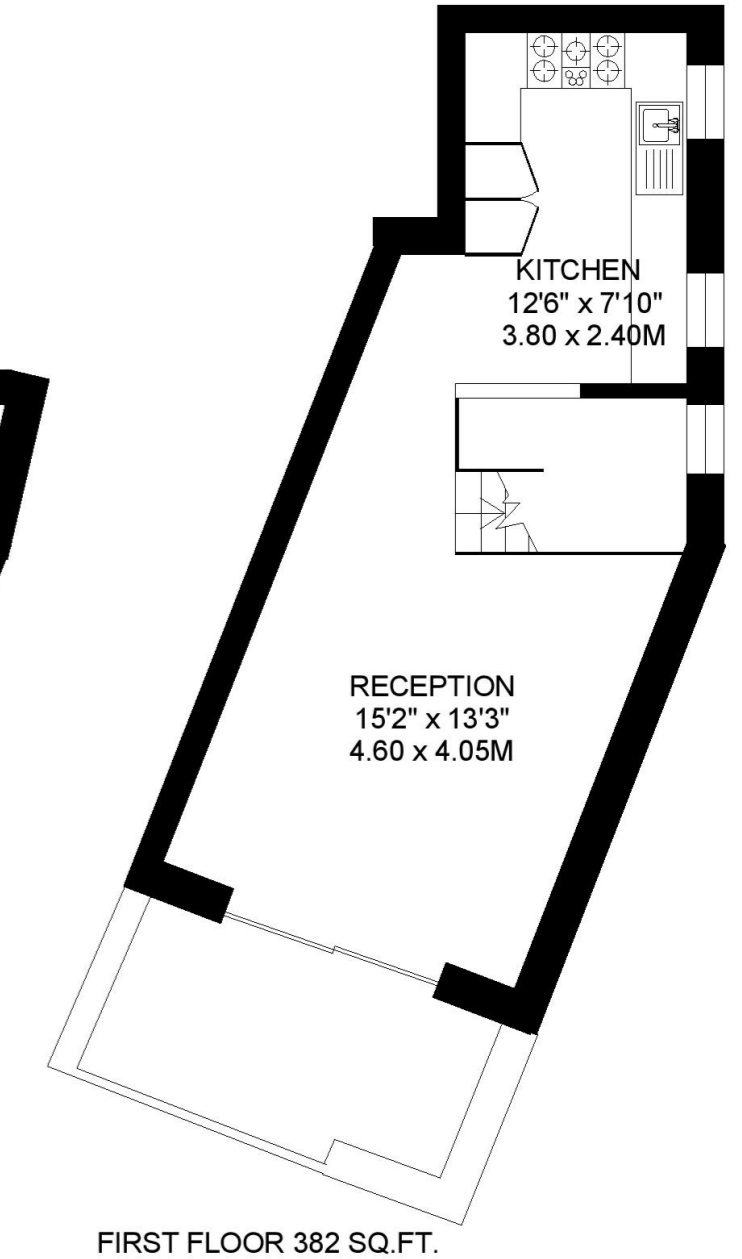 KITCHEN
12'6" x 7'10"
3.80 x 2.40M
RECEPTION
15'2" x 13'3"
4.60 x 4.05M
FIRST FLOOR 382 SQ.FT.